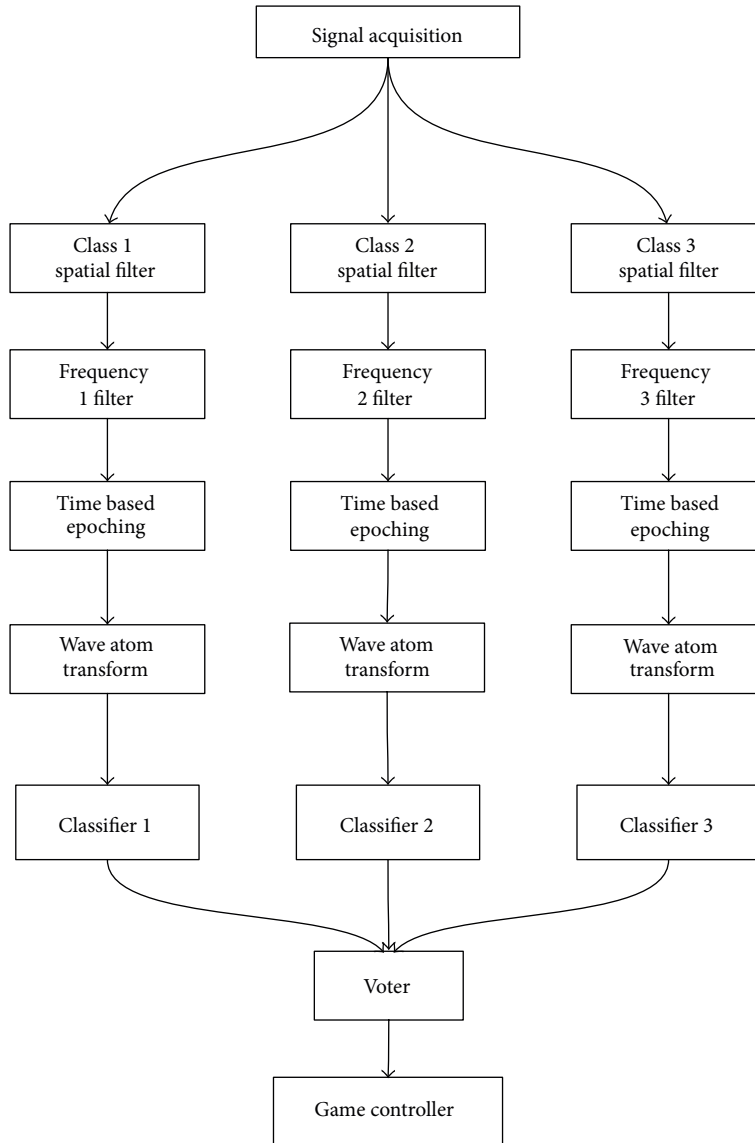 Signal acquisition
Class 1
spatial filter
Class 2
spatial filter
Class 3
spatial filter
Frequency
1 filter
Frequency
2 filter
Frequency
3 filter
Time based
epoching
Time based
epoching
Time based
epoching
Wave atom
transform
Wave atom
transform
Wave atom
transform
Classifier 1
Classifier 2
Classifier 3
Voter
Game controller